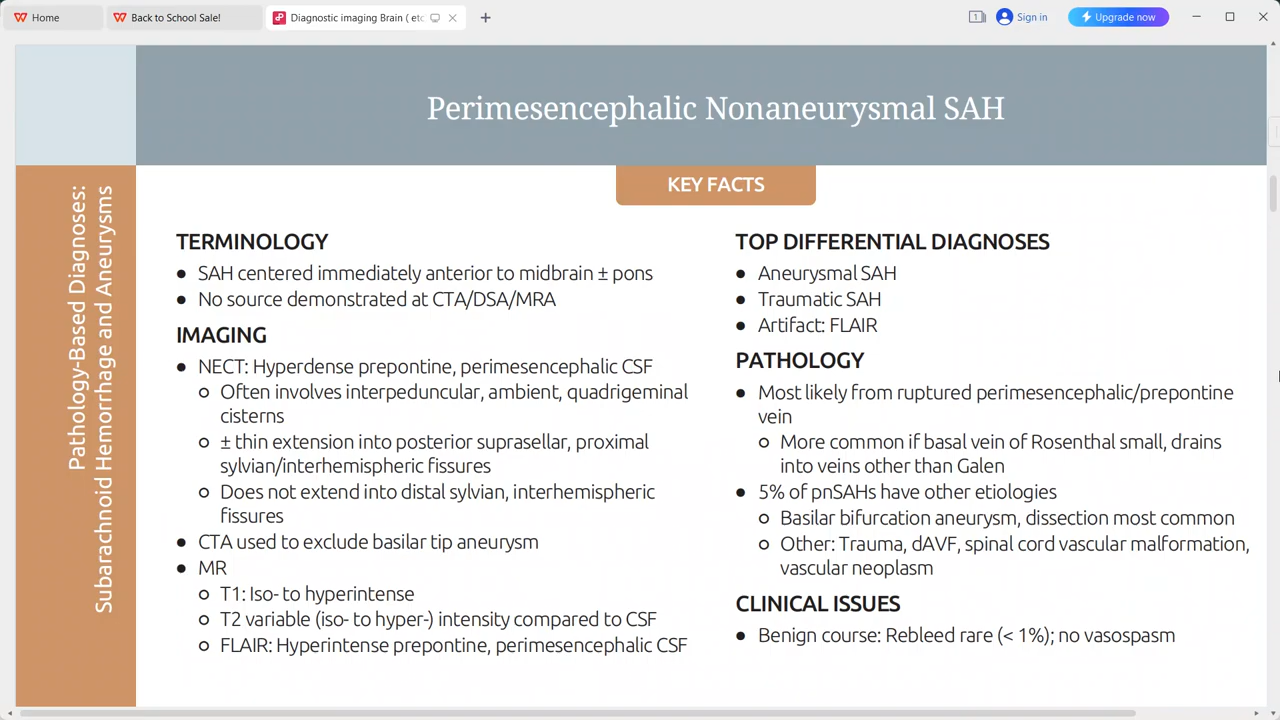 Home
Back to School Sale!
Diagnostic imaging Brain ( etc
1
Sign in
Upgrade now
Perimesencephalic Nonaneurysmal SAH
Pathology-Based Diagnoses:
Subarachnoid Hemorrhage and Aneurysms
KEY FACTS
TERMINOLOGY
● SAH centered immediately anterior to midbrain ± pons
● No source demonstrated at CTA/DSA/MRA
IMAGING
● NECT: Hyperdense prepontine, perimesencephalic CSF
○ Often involves interpeduncular, ambient, quadrigeminal
cisterns
○ ± thin extension into posterior suprasellar, proximal
sylvian/interhemispheric fissures
○ Does not extend into distal sylvian, interhemispheric
fissures
● CTA used to exclude basilar tip aneurysm
● MR
○ T1: Iso- to hyperintense
○ T2 variable (iso- to hyper-) intensity compared to CSF
○ FLAIR: Hyperintense prepontine, perimesencephalic CSF
TOP DIFFERENTIAL DIAGNOSES
● Aneurysmal SAH
● Traumatic SAH
● Artifact: FLAIR
PATHOLOGY
● Most likely from ruptured perimesencephalic/prepontine
vein
○ More common if basal vein of Rosenthal small, drains
into veins other than Galen
● 5% of pnSAHs have other etiologies
○ Basilar bifurcation aneurysm, dissection most common
○ Other: Trauma, dAVF, spinal cord vascular malformation,
vascular neoplasm
CLINICAL ISSUES
● Benign course: Rebleed rare (< 1%); no vasospasm